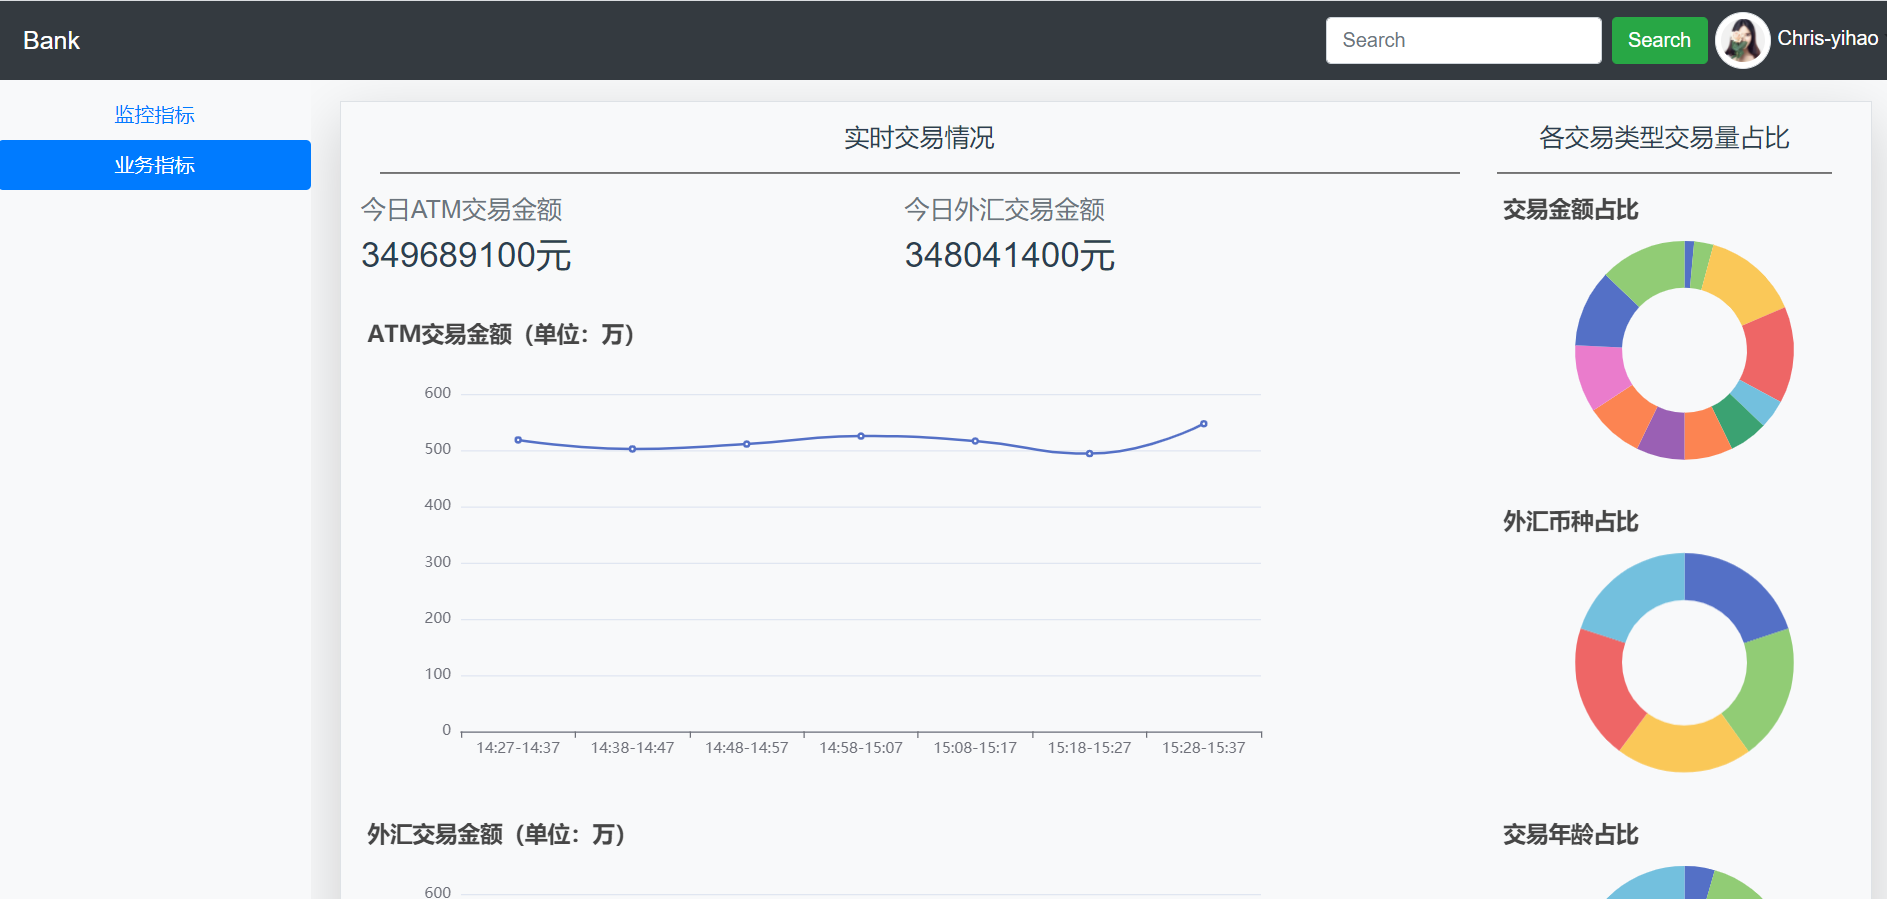 Bank
Search
Search
Chris-yihao
监控指标
业务指标
实时交易情况
今日ATM交易金额
349689100元
今日外汇交易金额
348041400元
ATM交易金额（单位：万）
600
500
400
300
200
100
0
14:27-14:37
14:38-14:47
14:48-14:57
14:58-15:07
15:08-15:17
15:18-15:27
15:28-15:37
外汇交易金额（单位：万）
600
各交易类型交易量占比
交易金额占比
外汇币种占比
交易年龄占比